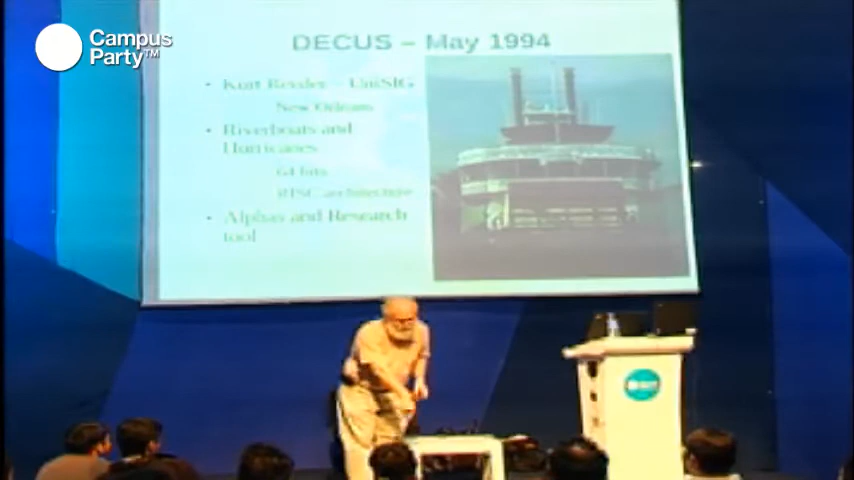 Campus
Party™
DECUS – May 1994
• Kurt Reisler – UniSIG
New Orleans
• Riverboats and
Hurricanes
64 bits
RISC architecture
• Alphas and Research
tool